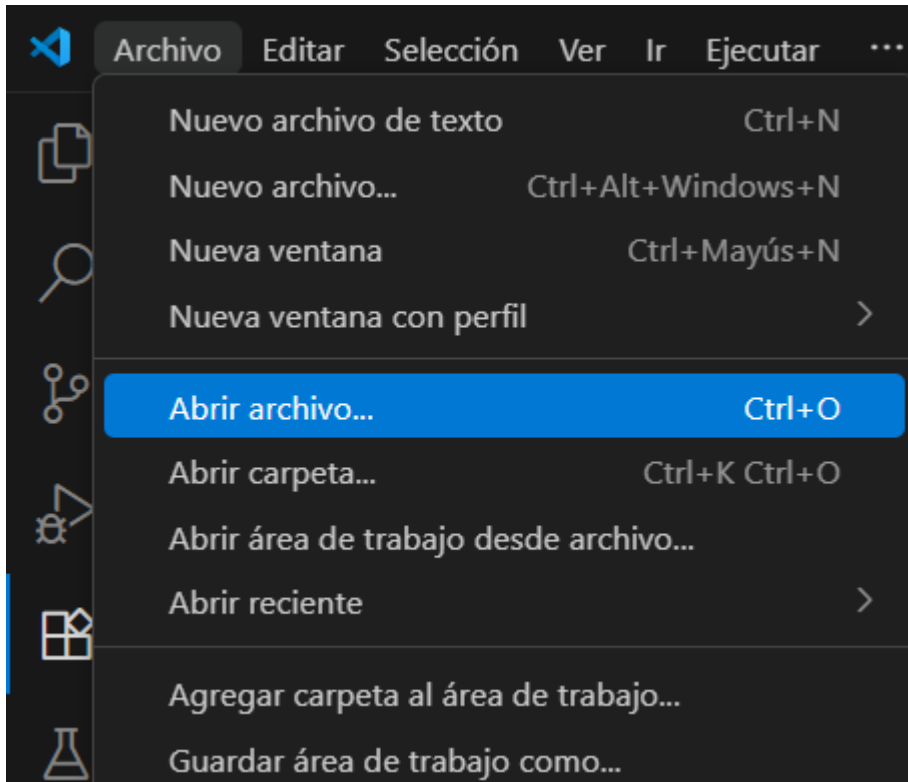 Archivo Editar Selección Ver Ir Ejecutar ...
Nuevo archivo de texto Ctrl+N
Nuevo archivo... Ctrl+Alt+Windows+N
Nueva ventana Ctrl+Mayús+N
Nueva ventana con perfil
Abrir archivo... Ctrl+O
Abrir carpeta... Ctrl+K Ctrl+O
Abrir área de trabajo desde archivo...
Abrir reciente
Agregar carpeta al área de trabajo...
Guardar área de trabajo como...